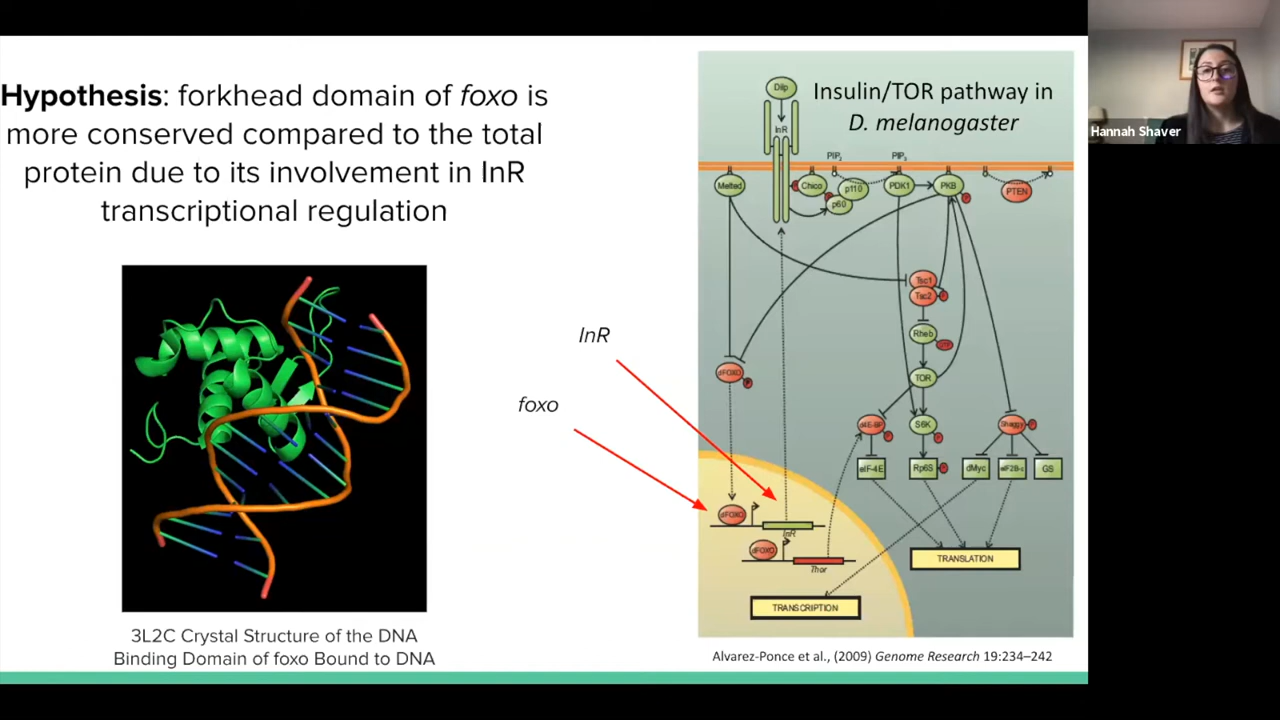 Hypothesis: forkhead domain of foxo is
more conserved compared to the total
protein due to its involvement in InR
transcriptional regulation
3L2C Crystal Structure of the DNA
Binding Domain of foxo Bound to DNA
InR
foxo
Insulin/TOR pathway in
D. melanogaster
Dilp
InR
PIP2
PIP3
Melted
Chico
p110
p60
PDK1
PKB
P
PTEN
Tsc1
Tsc2
P
Rheb
TOR
dFOXO
P
d4E-BP
P
S6K
P
Shaggy
P
eIF-4E
Rp6S
P
dMyc
eIF2B-ε
GS
dFOXO
InR
dFOXO
Thor
TRANSLATION
TRANSCRIPTION
Alvarez-Ponce et al., (2009) Genome Research 19:234–242
Hannah Shaver